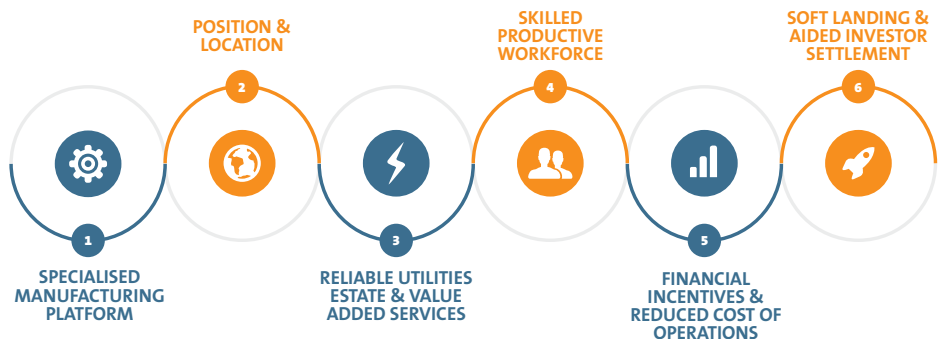 1
SPECIALISED
MANUFACTURING
PLATFORM
POSITION &
LOCATION
2
3
RELIABLE UTILITIES
ESTATE & VALUE
ADDED SERVICES
SKILLED
PRODUCTIVE
WORKFORCE
4
5
FINANCIAL
INCENTIVES &
REDUCED COST OF
OPERATIONS
SOFT LANDING &
AIDED INVESTOR
SETTLEMENT
6